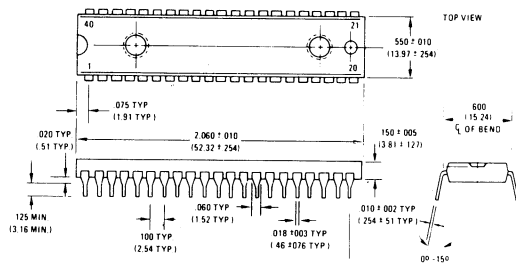 40
21
TOP VIEW
.550 ± 010
(13.97 ± 254)
1
20
.075 TYP
(1.91 TYP)
600
(15 24)
℄ OF BEND
.020 TYP
(.51 TYP)
2.060 ± 010
(52.32 ± 254)
150 ± 005
(3.81 ± 127)
125 MIN
(3.16 MIN.)
.060 TYP
(1.52 TYP)
.010 ± 002 TYP
(254 ± 51 TYP)
100 TYP
(2.54 TYP)
018 ± 003 TYP
(46 ± 076 TYP)
0° -15°